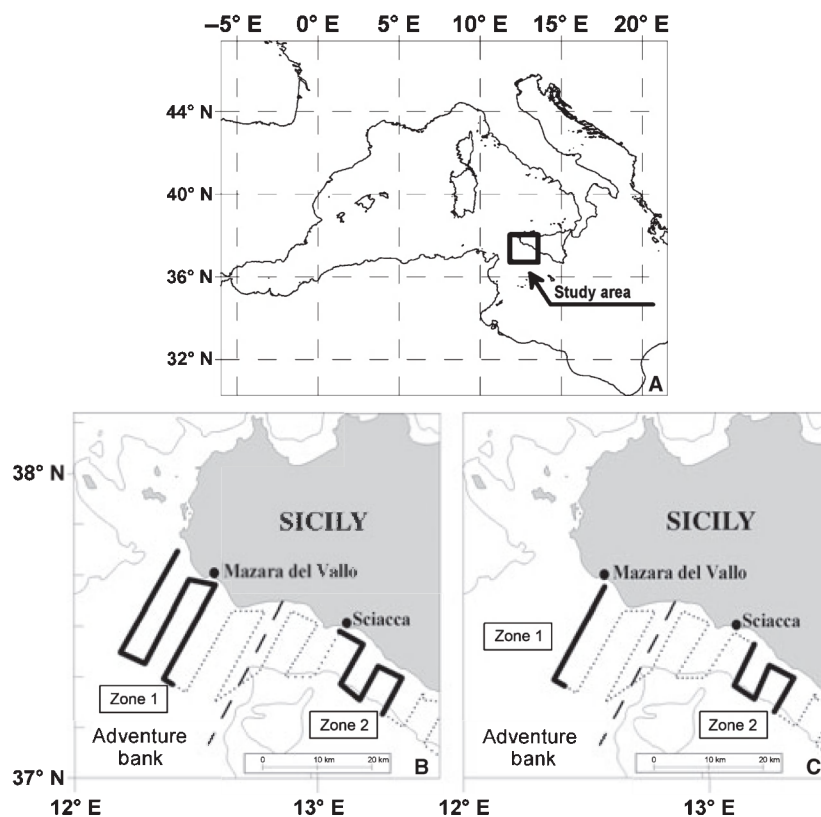 –5° E 0° E 5° E 10° E 15° E 20° E
44° N
40° N
36° N
Study area
32° N
A
38° N
SICILY
SICILY
Mazara del Vallo
Mazara del Vallo
Sciacca
Sciacca
Zone 1
Zone 1
Zone 2
Zone 2
Adventure
bank
Adventure
bank
0 10 km 20 km
B
0 10 km 20 km
C
37° N
12° E 13° E 12° E 13° E